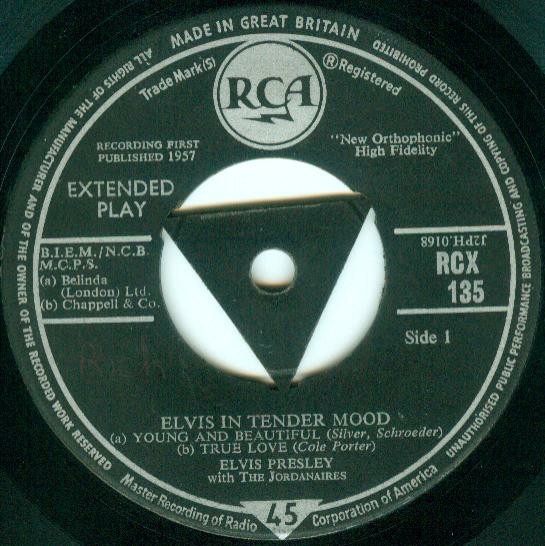 MADE IN GREAT BRITAIN
ALL RIGHTS OF THE MANUFACTURER AND OF THE OWNER OF THE RECORDED WORK RESERVED
UNAUTHORISED PUBLIC PERFORMANCE BROADCASTING AND COPYING OF THIS RECORD PROHIBITED
Trade Mark(S)
RCA
®Registered
RECORDING FIRST
PUBLISHED 1957
"New Orthophonic"
High Fidelity
EXTENDED
PLAY
B.I.E.M./N.C.B.
M.C.P.S.
(a) Belinda
(London) Ltd.
(b) Chappell & Co.
J2PH.0168
RCX
135
Side 1
ELVIS IN TENDER MOOD
(a) YOUNG AND BEAUTIFUL (Silver, Schroeder)
(b) TRUE LOVE (Cole Porter)
ELVIS PRESLEY
with THE JORDANAIRES
Master Recording of Radio
45
Corporation of America